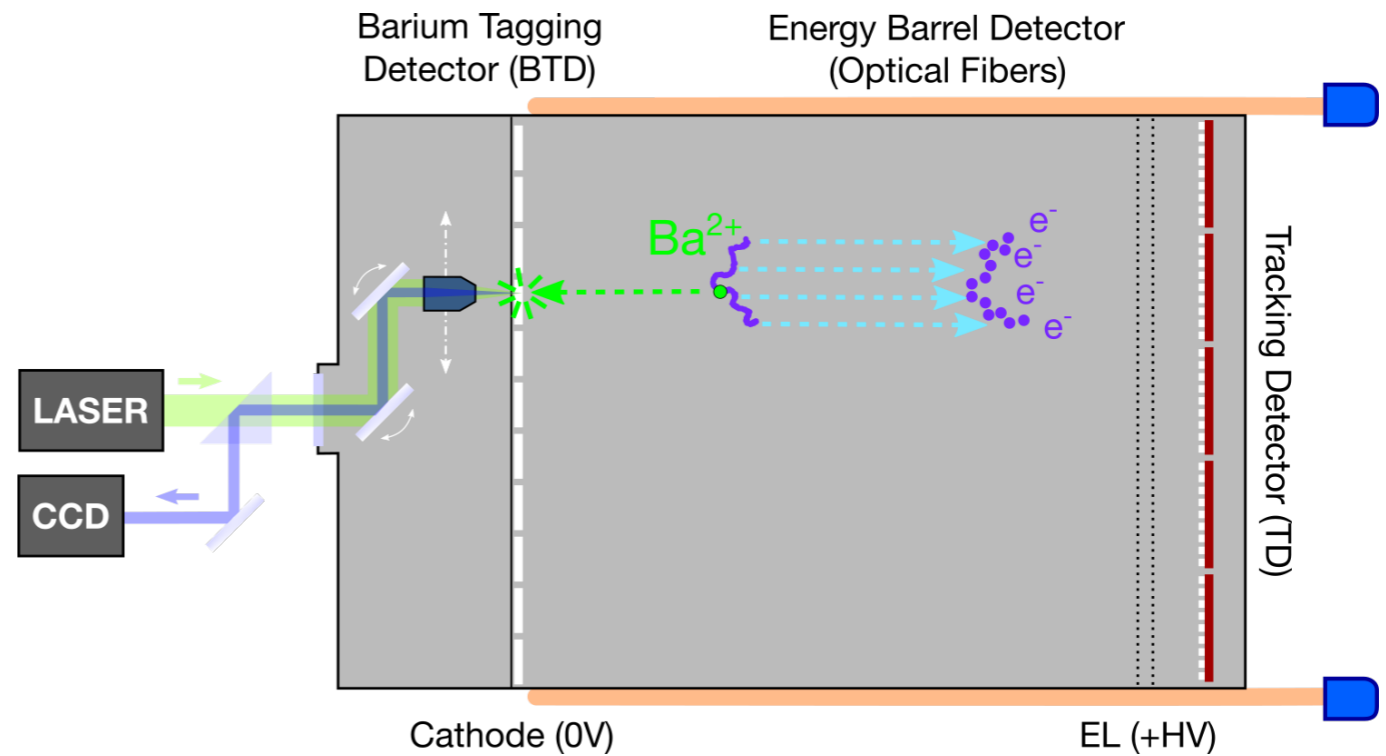 Barium Tagging
Detector (BTD)
Energy Barrel Detector
(Optical Fibers)
Ba²⁺
e⁻
e⁻
e⁻
e⁻
Tracking Detector (TD)
LASER
CCD
Cathode (0V)
EL (+HV)